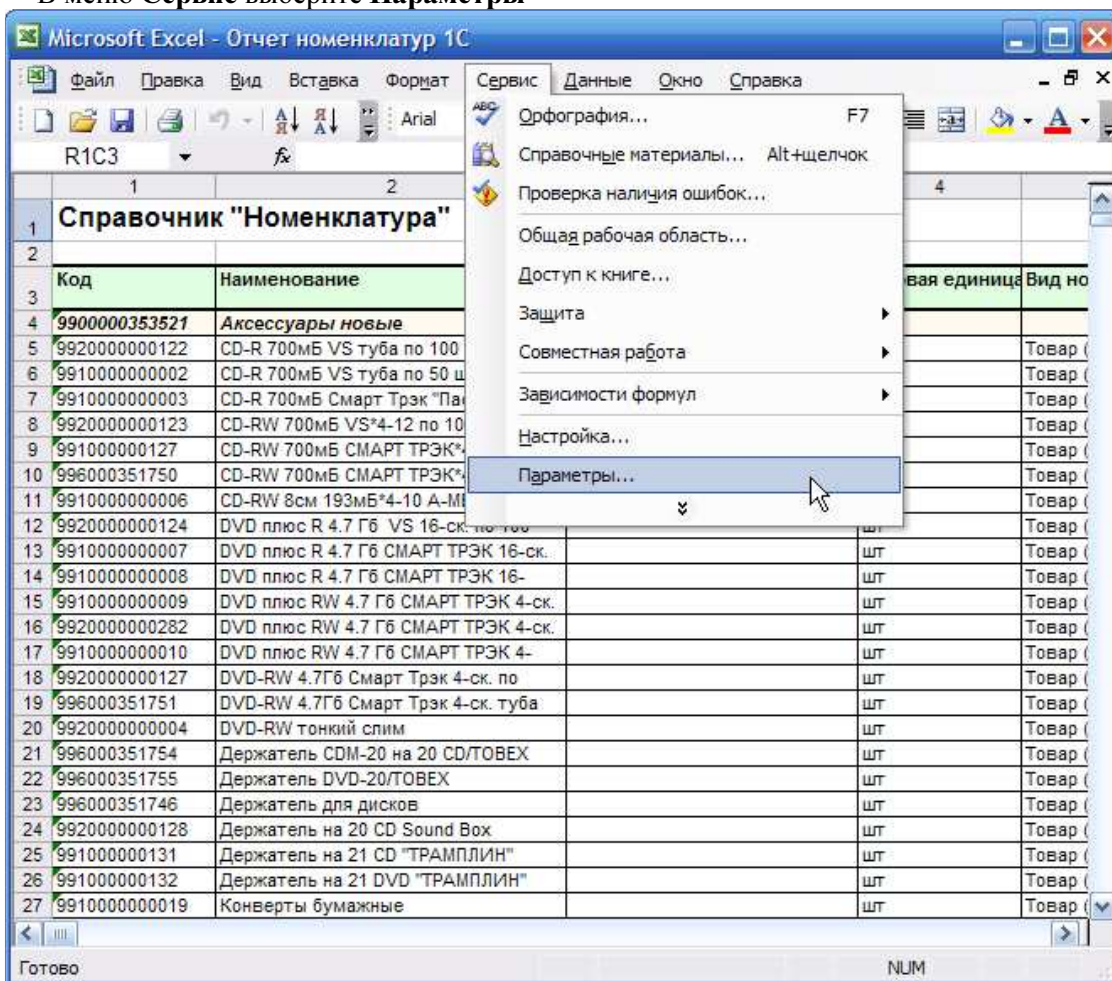 В меню Сервис выберите Параметры
Microsoft Excel - Отчет номенклатур 1С
Файл Правка Вид Вставка Формат Сервис Данные Окно Справка
Arial
R1C3 fx
Орфография... F7
Справочные материалы... Alt+щелчок
Проверка наличия ошибок...
Общая рабочая область...
Доступ к книге...
Защита
Совместная работа
Зависимости формул
Настройка...
Параметры...
1 2 4
1 Справочник "Номенклатура"
2
3 Код Наименование вая единица Вид но
4 9900000353521 Аксессуары новые
5 9920000000122 CD-R 700мБ VS туба по 100 Товар (
6 9910000000002 CD-R 700мБ VS туба по 50 ш Товар (
7 9910000000003 CD-R 700мБ Смарт Трэк "Па Товар (
8 9920000000123 CD-RW 700мБ VS*4-12 по 10 Товар (
9 991000000127 CD-RW 700мБ СМАРТ ТРЭК* Товар (
10 996000351750 CD-RW 700мБ СМАРТ ТРЭК* Товар (
11 9910000000006 CD-RW 8см 193мБ*4-10 А-М Товар (
12 9920000000124 DVD плюс R 4.7 Гб VS 16-ск. по 100 шт Товар (
13 9910000000007 DVD плюс R 4.7 Гб СМАРТ ТРЭК 16-ск. шт Товар (
14 9910000000008 DVD плюс R 4.7 Гб СМАРТ ТРЭК 16- шт Товар (
15 9910000000009 DVD плюс RW 4.7 Гб СМАРТ ТРЭК 4-ск. шт Товар (
16 9920000000282 DVD плюс RW 4.7 Гб СМАРТ ТРЭК 4-ск. шт Товар (
17 9910000000010 DVD плюс RW 4.7 Гб СМАРТ ТРЭК 4- шт Товар (
18 9920000000127 DVD-RW 4.7Гб Смарт Трэк 4-ск. по шт Товар (
19 996000351751 DVD-RW 4.7Гб Смарт Трэк 4-ск. туба шт Товар (
20 9920000000004 DVD-RW тонкий слим шт Товар (
21 996000351754 Держатель CDM-20 на 20 CD/TOBEX шт Товар (
22 996000351755 Держатель DVD-20/TOBEX шт Товар (
23 996000351746 Держатель для дисков шт Товар (
24 9920000000128 Держатель на 20 CD Sound Box шт Товар (
25 991000000131 Держатель на 21 CD "ТРАМПЛИН" шт Товар (
26 991000000132 Держатель на 21 DVD "ТРАМПЛИН" шт Товар (
27 9910000000019 Конверты бумажные шт Товар (
Готово NUM